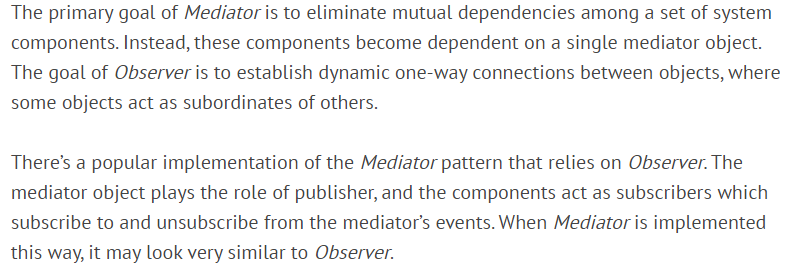 The primary goal of Mediator is to eliminate mutual dependencies among a set of system
components. Instead, these components become dependent on a single mediator object.
The goal of Observer is to establish dynamic one-way connections between objects, where
some objects act as subordinates of others.
There’s a popular implementation of the Mediator pattern that relies on Observer. The
mediator object plays the role of publisher, and the components act as subscribers which
subscribe to and unsubscribe from the mediator’s events. When Mediator is implemented
this way, it may look very similar to Observer.